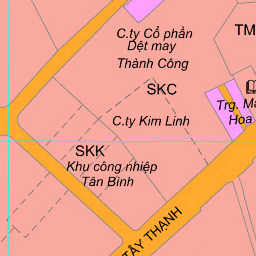 C.ty Cổ phần
Dệt may
Thành Công
TM
SKC
Trg. Mầ
Hoa
C.ty Kim Linh
SKK
Khu công nhiệp
Tân Bình
TÂY THẠNH